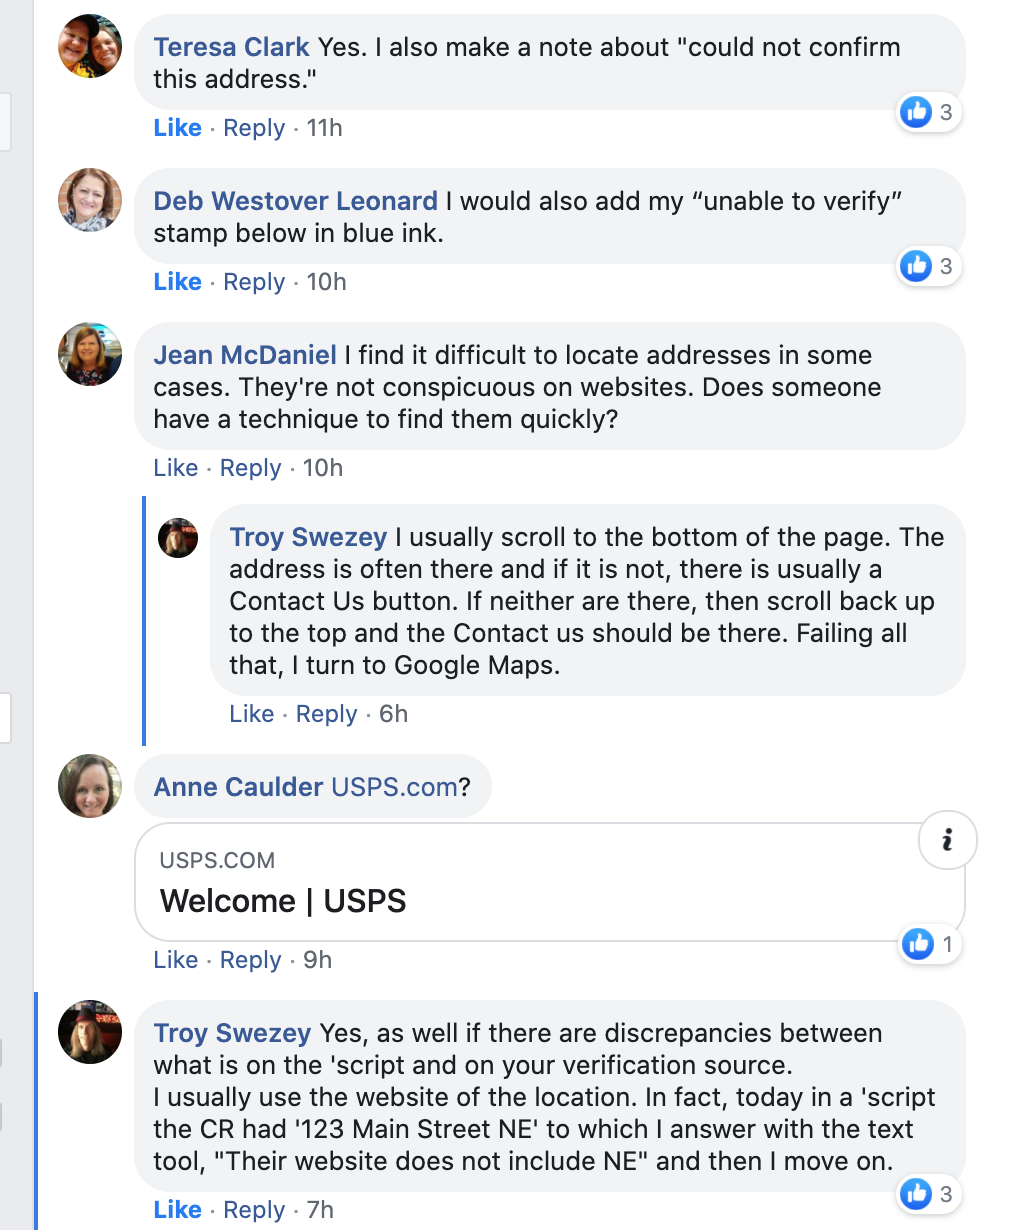 Teresa Clark Yes. I also make a note about "could not confirm
this address."
3
Like · Reply · 11h
Deb Westover Leonard I would also add my “unable to verify”
stamp below in blue ink.
3
Like · Reply · 10h
Jean McDaniel I find it difficult to locate addresses in some
cases. They're not conspicuous on websites. Does someone
have a technique to find them quickly?
Like · Reply · 10h
Troy Swezey I usually scroll to the bottom of the page. The
address is often there and if it is not, there is usually a
Contact Us button. If neither are there, then scroll back up
to the top and the Contact us should be there. Failing all
that, I turn to Google Maps.
Like · Reply · 6h
Anne Caulder USPS.com?
i
USPS.COM
Welcome | USPS
1
Like · Reply · 9h
Troy Swezey Yes, as well if there are discrepancies between
what is on the 'script and on your verification source.
I usually use the website of the location. In fact, today in a 'script
the CR had '123 Main Street NE' to which I answer with the text
tool, "Their website does not include NE" and then I move on.
3
Like · Reply · 7h